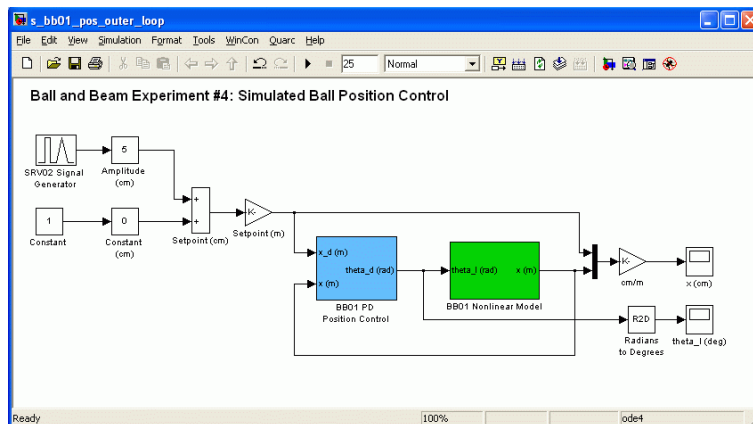 s_bb01_pos_outer_loop
File Edit View Simulation Format Tools WinCon Quarc Help
25 Normal
Ball and Beam Experiment #4: Simulated Ball Position Control
5
SRV02 Signal
Generator
Amplitude
(cm)
+
+
1
Constant
0
Constant
(cm)
Setpoint (cm)
K-
Setpoint (m)
x_d (m)
theta_d (rad)
x (m)
BB01 PD
Position Control
theta_l (rad)
x (m)
BB01 Nonlinear Model
K-
cm/m
x (cm)
R2D
Radians
to Degrees
theta_l (deg)
Ready
100%
ode4